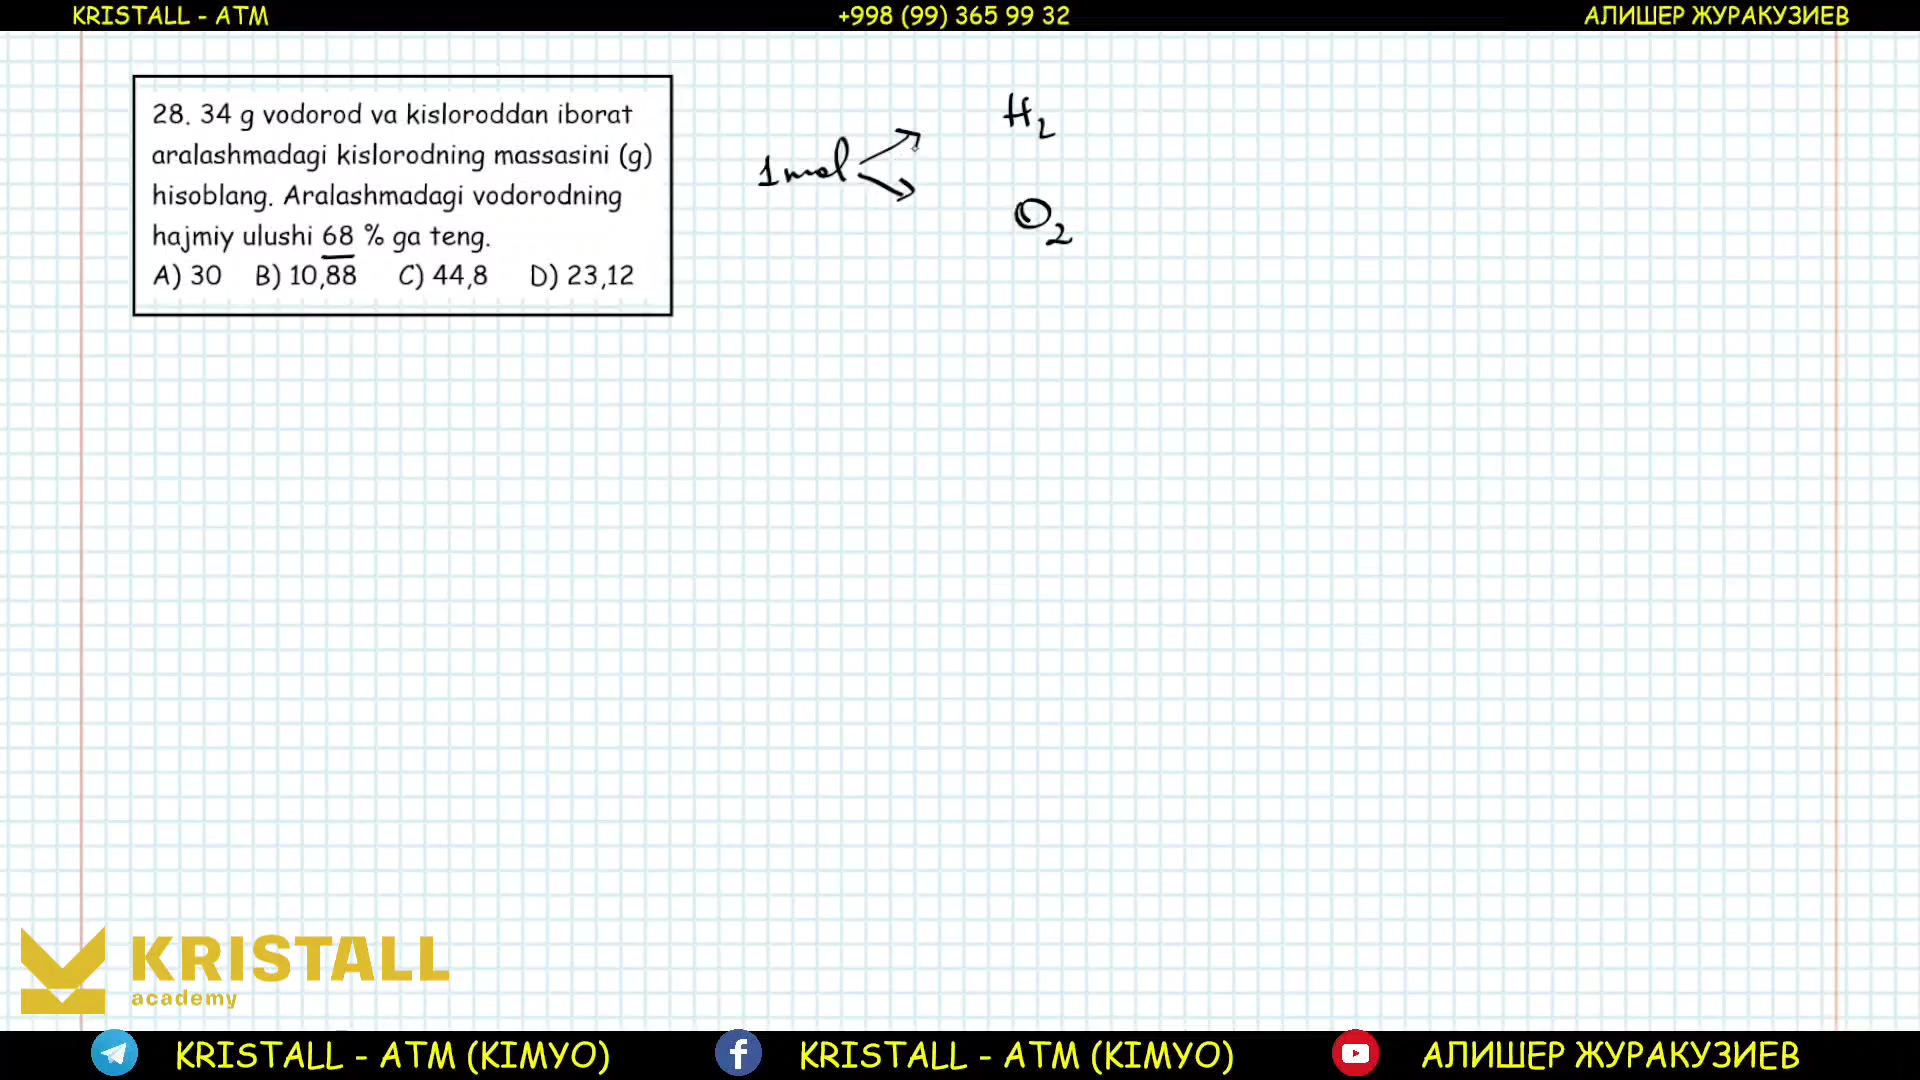 KRISTALL - ATM
+998 (99) 365 99 32
АЛИШЕР ЖУРАКУЗИЕВ
28. 34 g vodorod va kisloroddan iborat
aralashmadagi kislorodning massasini (g)
hisoblang. Aralashmadagi vodorodning
hajmiy ulushi 68 % ga teng.
A) 30 B) 10,88 C) 44,8 D) 23,12
H₂
1 mol
O₂
KRISTALL
academy
KRISTALL - ATM (KIMYO)
KRISTALL - ATM (KIMYO)
АЛИШЕР ЖУРАКУЗИЕВ